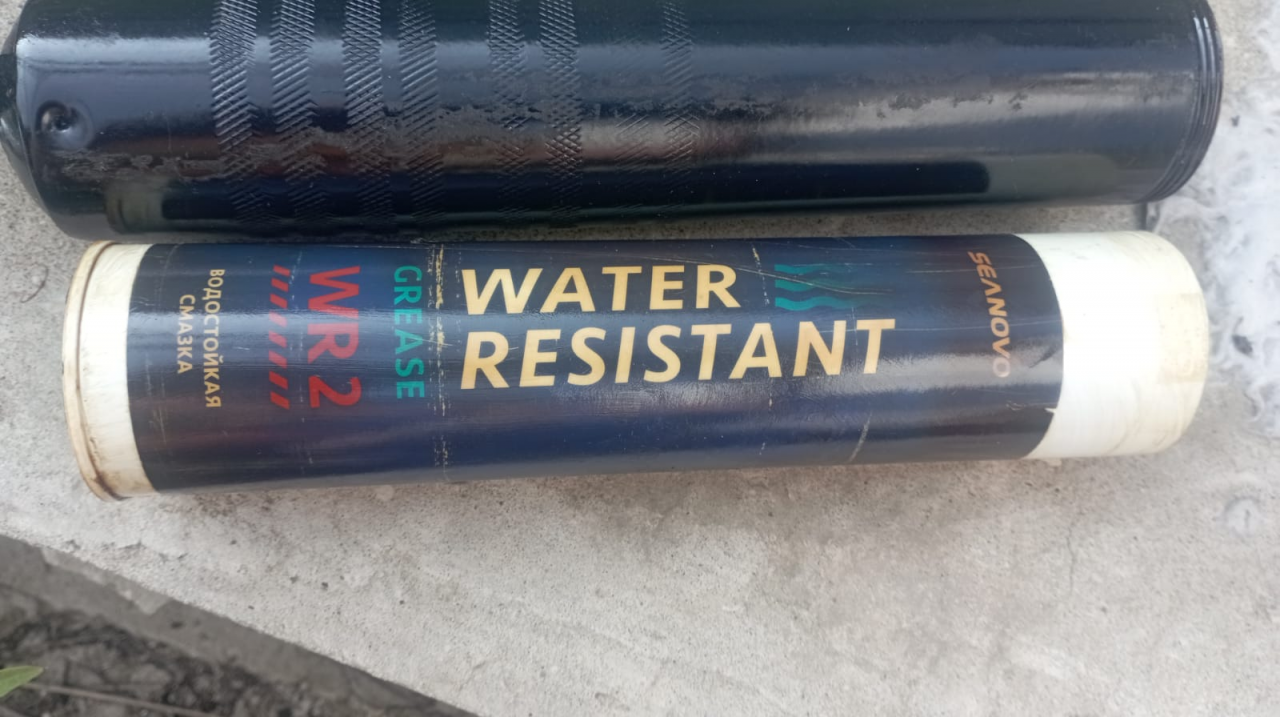 WATER
RESISTANT
GREASE
WR 2
ВОДОСТОЙКАЯ
СМАЗКА
SEANOVO